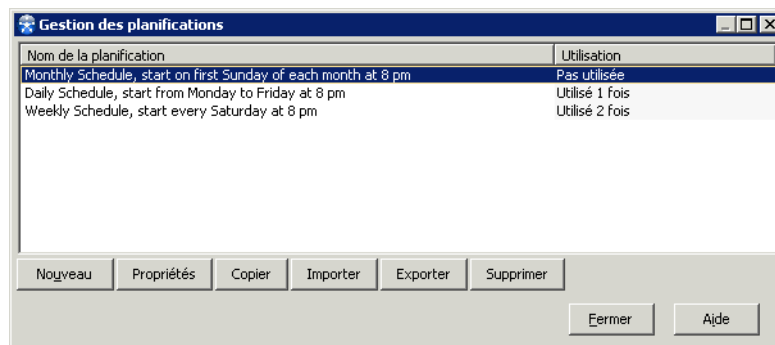 Gestion des planifications
Nom de la planification Utilisation
Monthly Schedule, start on first Sunday of each month at 8 pm Pas utilisée
Daily Schedule, start from Monday to Friday at 8 pm Utilisé 1 fois
Weekly Schedule, start every Saturday at 8 pm Utilisé 2 fois
Nouveau Propriétés Copier Importer Exporter Supprimer
Fermer Aide